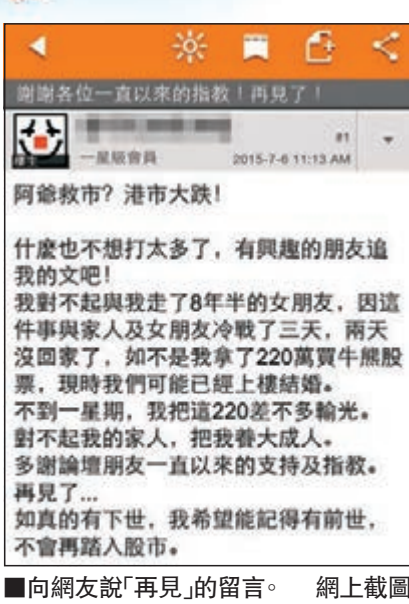 謝謝各位一直以來的指教！再見了！
#1
一星級會員
2015-7-6 11:13 AM
阿爺救市？港市大跌！
什麼也不想打太多了，有興趣的朋友追
我的文吧！
我對不起與我走了8年半的女朋友，因這
件事與家人及女朋友冷戰了三天，兩天
沒回家了，如不是我拿了220萬買牛熊股
票，現時我們可能已經上樓結婚。
不到一星期，我把這220差不多輸光。
對不起我的家人，把我養大成人。
多謝論壇朋友一直以來的支持及指教。
再見了...
如真的有下世，我希望能記得有前世，
不會再踏入股市。
■向網友說「再見」的留言。 網上截圖